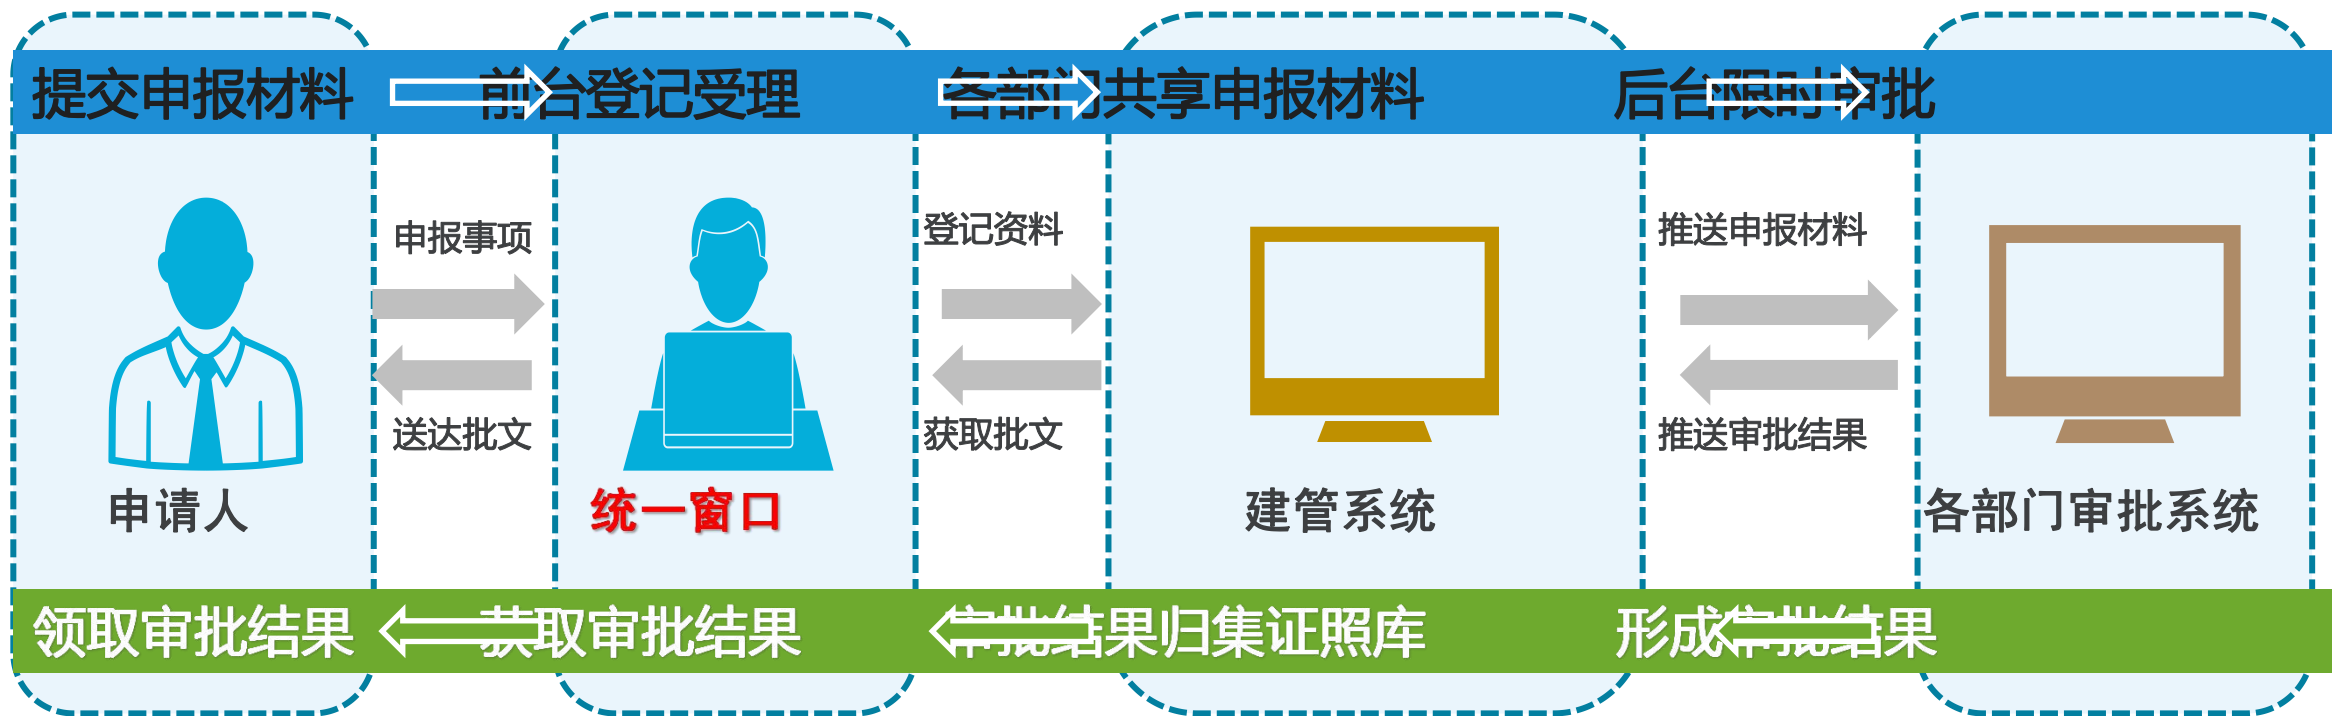 提交申报材料 前台登记受理 各部门共享申报材料 后台限时审批
申报事项 登记资料 推送申报材料
送达批文 获取批文 推送审批结果
申请人 统一窗口 建管系统 各部门审批系统
领取审批结果 获取审批结果 审批结果归集证照库 形成审批结果